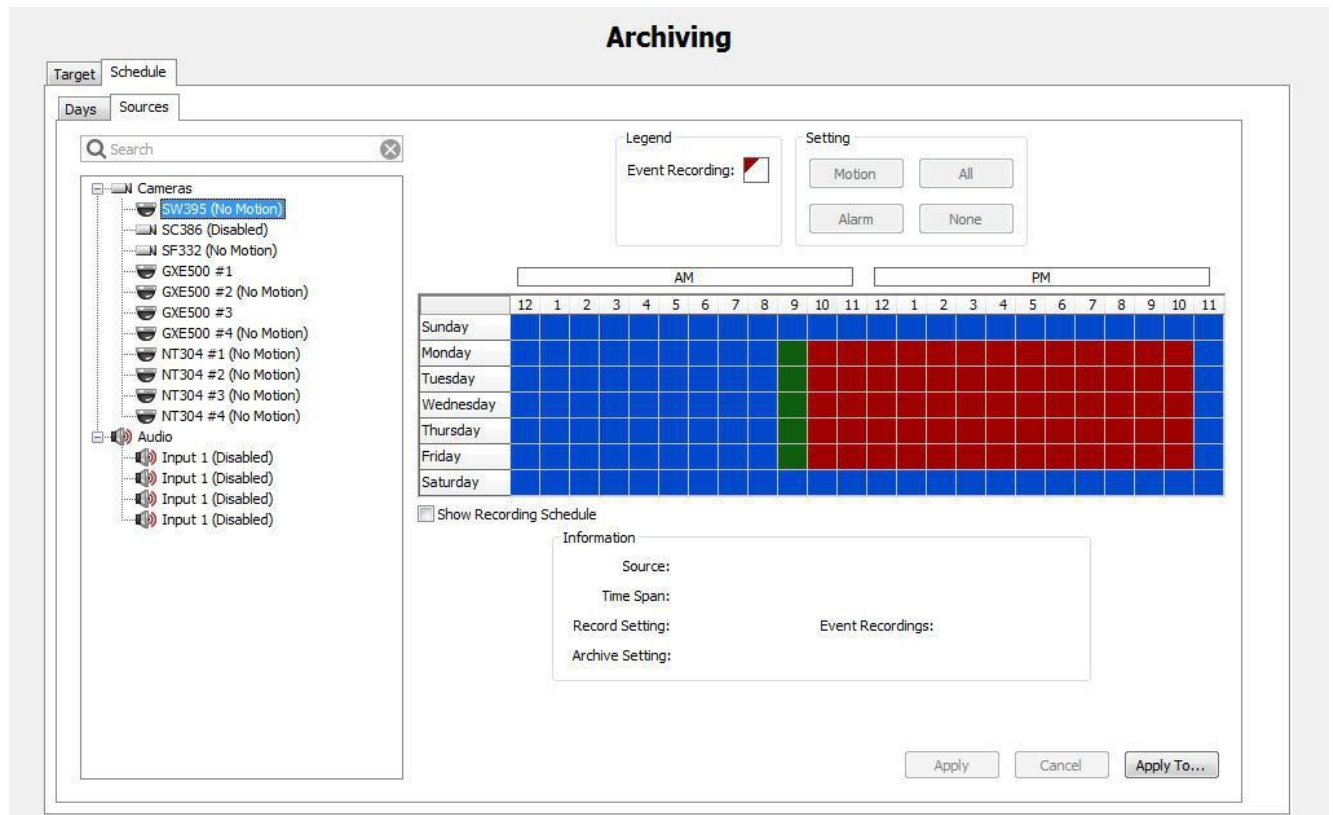 Archiving
Target Schedule
Days Sources
Search
Legend
Event Recording:
Setting
Motion All
Alarm None
Cameras
SW395 (No Motion)
SC386 (Disabled)
SF332 (No Motion)
GXE500 #1
GXE500 #2 (No Motion)
GXE500 #3
GXE500 #4 (No Motion)
NT304 #1 (No Motion)
NT304 #2 (No Motion)
NT304 #3 (No Motion)
NT304 #4 (No Motion)
Audio
Input 1 (Disabled)
Input 1 (Disabled)
Input 1 (Disabled)
Input 1 (Disabled)
AM PM
12 1 2 3 4 5 6 7 8 9 10 11 12 1 2 3 4 5 6 7 8 9 10 11
Sunday
Monday
Tuesday
Wednesday
Thursday
Friday
Saturday
Show Recording Schedule
Information
Source:
Time Span:
Record Setting: Event Recordings:
Archive Setting:
Apply Cancel Apply To...